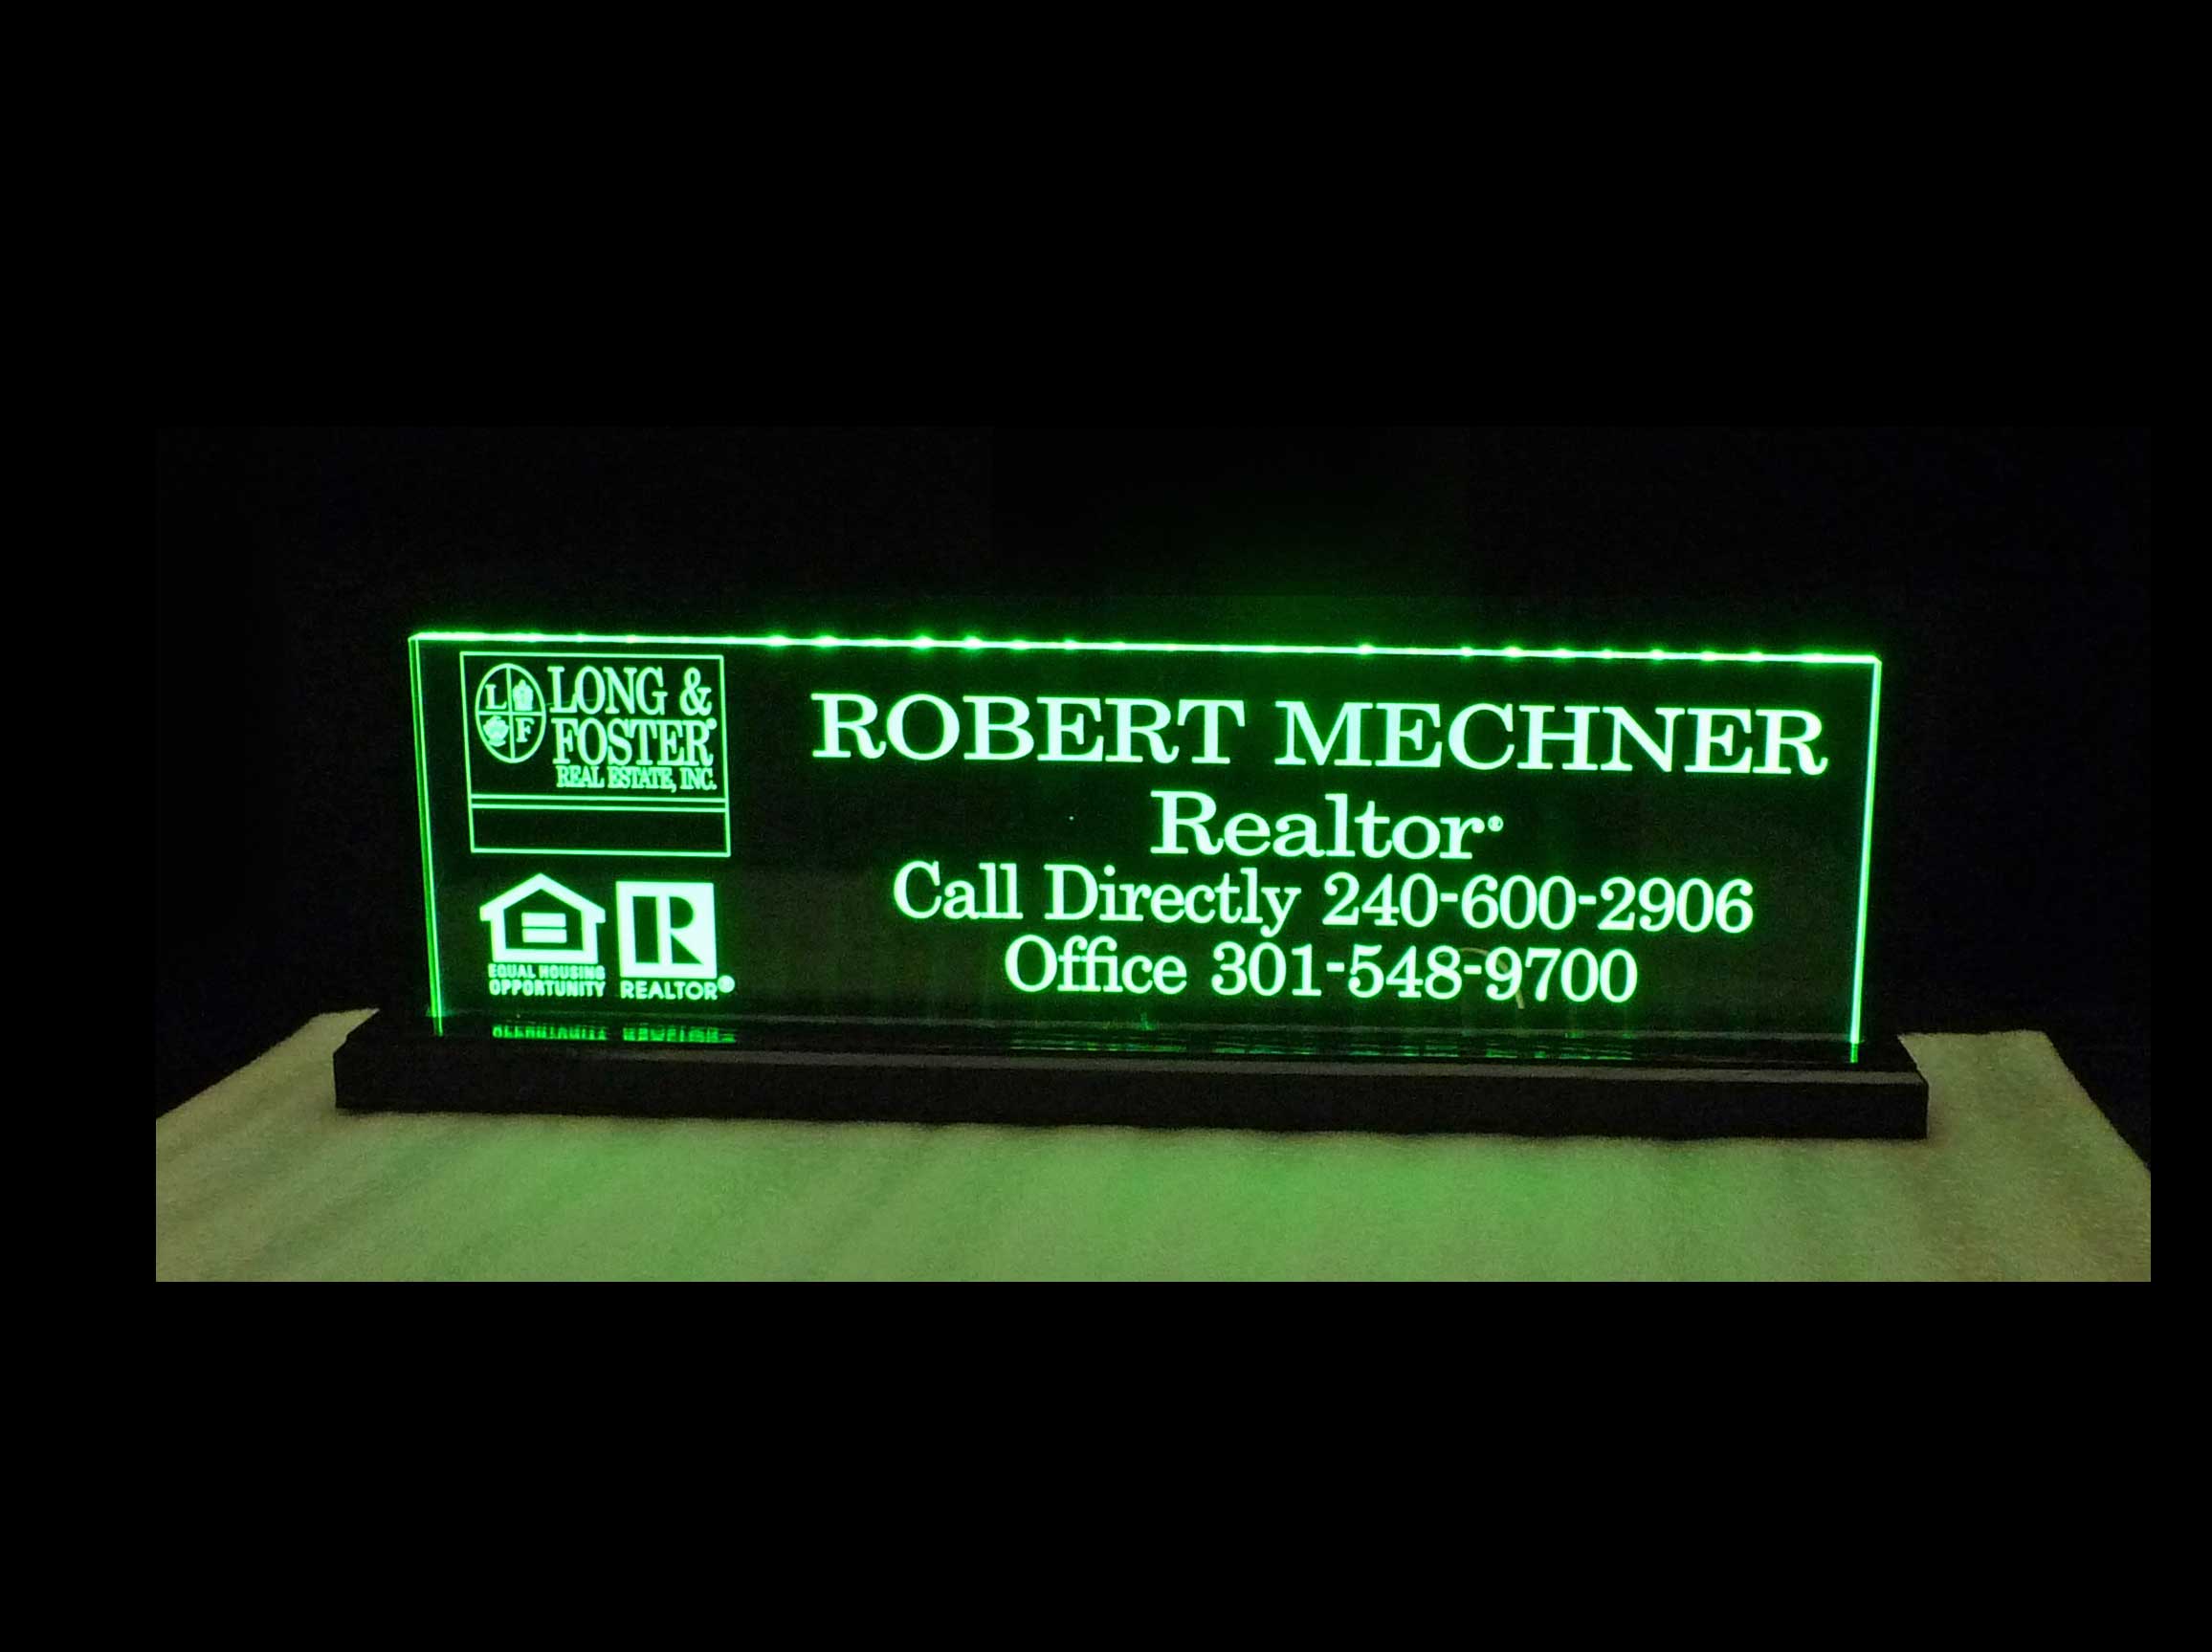 L
F
LONG &
FOSTER®
REAL ESTATE, INC.
EQUAL HOUSING
OPPORTUNITY
R
REALTOR®
ROBERT MECHNER
Realtor®
Call Directly 240-600-2906
Office 301-548-9700